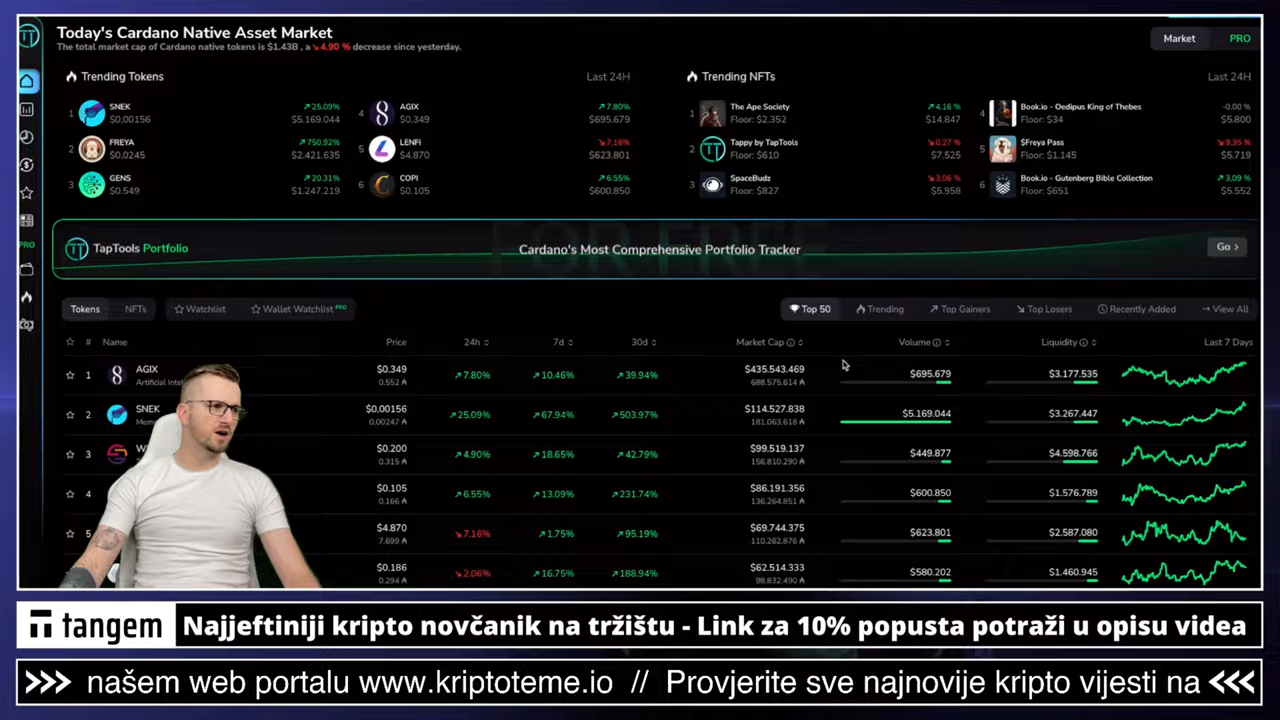 Today's Cardano Native Asset Market
The total market cap of Cardano native tokens is $1.43B , a ↘4.90 % decrease since yesterday.
Market PRO
Trending Tokens Last 24H
1 SNEK ↗25.09%
$0,00156 $5.169.044
2 FREYA ↗750.92%
$0,0245 $2.421.635
3 GENS ↗20.31%
$0.549 $1.247.219
4 AGIX ↗7.80%
$0.349 $695.679
5 LENFI ↘7.16%
$4.870 $623.801
6 COPI ↗6.55%
$0.105 $600.850
Trending NFTs Last 24H
1 The Ape Society ↗4.16 %
Floor: $2.352 $14.847
2 Tappy by TapTools ↘0.27 %
Floor: $610 $7.525
3 SpaceBudz ↘3.06 %
Floor: $827 $5.958
4 Book.io - Oedipus King of Thebes -0.00 %
Floor: $34 $5.800
5 $Freya Pass ↘9.35 %
Floor: $1.145 $5.719
6 Book.io - Gutenberg Bible Collection ↗3.09 %
Floor: $651 $5.552
PRO
TapTools Portfolio Cardano's Most Comprehensive Portfolio Tracker Go ›
FOR FREE
Tokens NFTs Watchlist Wallet Watchlist PRO Top 50 Trending Top Gainers Top Losers Recently Added → View All
# Name Price 24h 7d 30d Market Cap Volume Liquidity Last 7 Days
1 AGIX $0.349 ↗7.80% ↗10.46% ↗39.94% $435.543.469 $695.679 $3.177.535
Artificial 0.552 ₳ 688.575.614 ₳
2 SNEK $0,00156 ↗25.09% ↗67.94% ↗503.97% $114.527.838 $5.169.044 $3.267.447
0.00247 ₳ 181.063.618 ₳
3 $0.200 ↗4.90% ↗18.65% ↗42.79% $99.519.137 $449.877 $4.598.766
0.315 ₳ 156.810.290 ₳
4 $0.105 ↗6.55% ↗13.09% ↗231.74% $86.191.356 $600.850 $1.576.789
0.166 ₳ 136.264.851 ₳
5 $4.870 ↘7.16% ↗1.75% ↗95.19% $69.744.375 $623.801 $2.587.080
7.699 ₳ 110.262.876 ₳
$0.186 ↘2.06% ↗16.75% ↗188.94% $62.514.333 $580.202 $1.460.945
0.294 ₳ 98.832.490 ₳
tangem Najjeftiniji kripto novčanik na tržištu - Link za 10% popusta potraži u opisu videa
>>> našem web portalu www.kriptoteme.io // Provjerite sve najnovije kripto vijesti na <<<